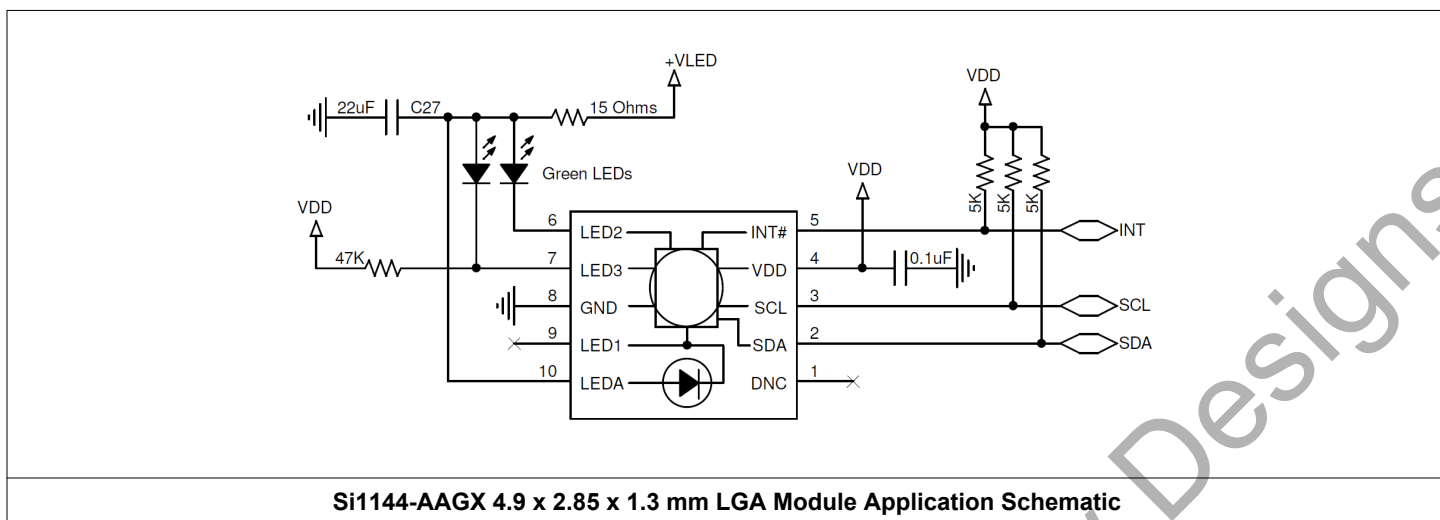 +VLED
22uF C27 15 Ohms
VDD
Green LEDs
VDD
VDD
5K 5K 5K
47K
6 LED2
7 LED3
8 GND
9 LED1
10 LEDA
INT# 5 INT
VDD 4 0.1uF
SCL 3 SCL
SDA 2 SDA
DNC 1
Si1144-AAGX 4.9 x 2.85 x 1.3 mm LGA Module Application Schematic
Designs